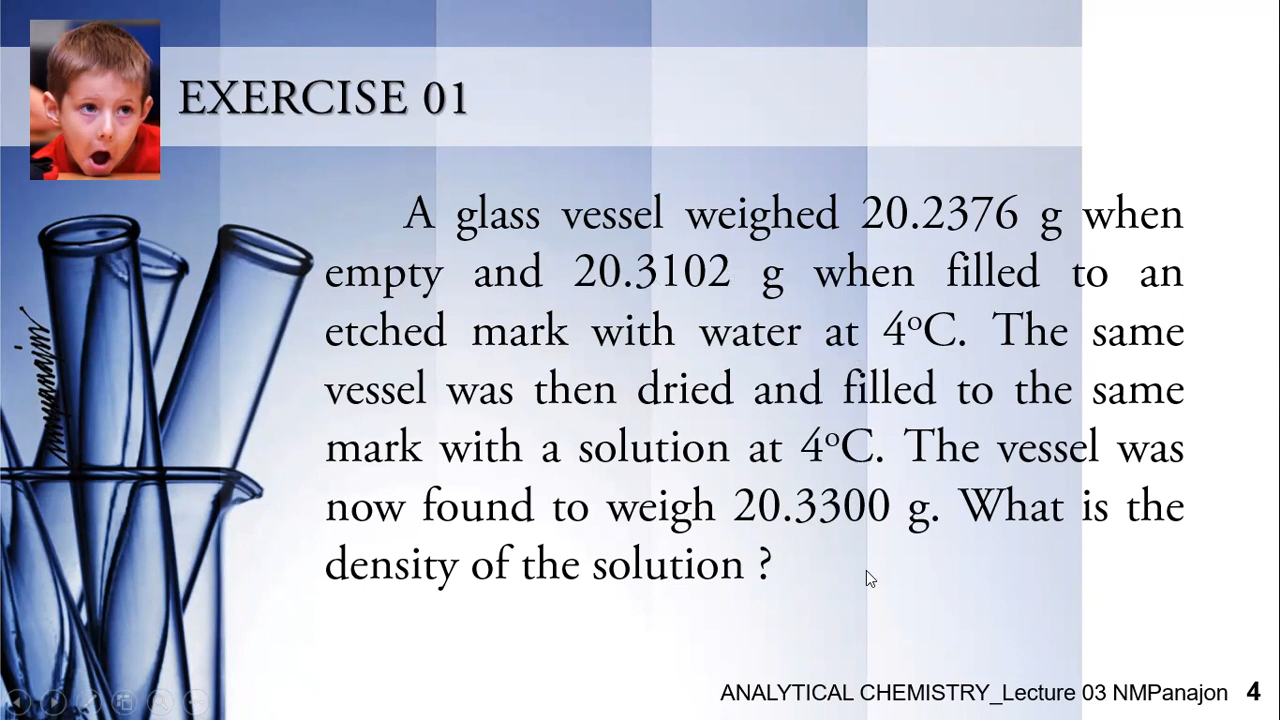 EXERCISE 01
A glass vessel weighed 20.2376 g when
empty and 20.3102 g when filled to an
etched mark with water at 4ºC. The same
vessel was then dried and filled to the same
mark with a solution at 4ºC. The vessel was
now found to weigh 20.3300 g. What is the
density of the solution ?
nmpanajon
ANALYTICAL CHEMISTRY_Lecture 03 NMPanajon 4